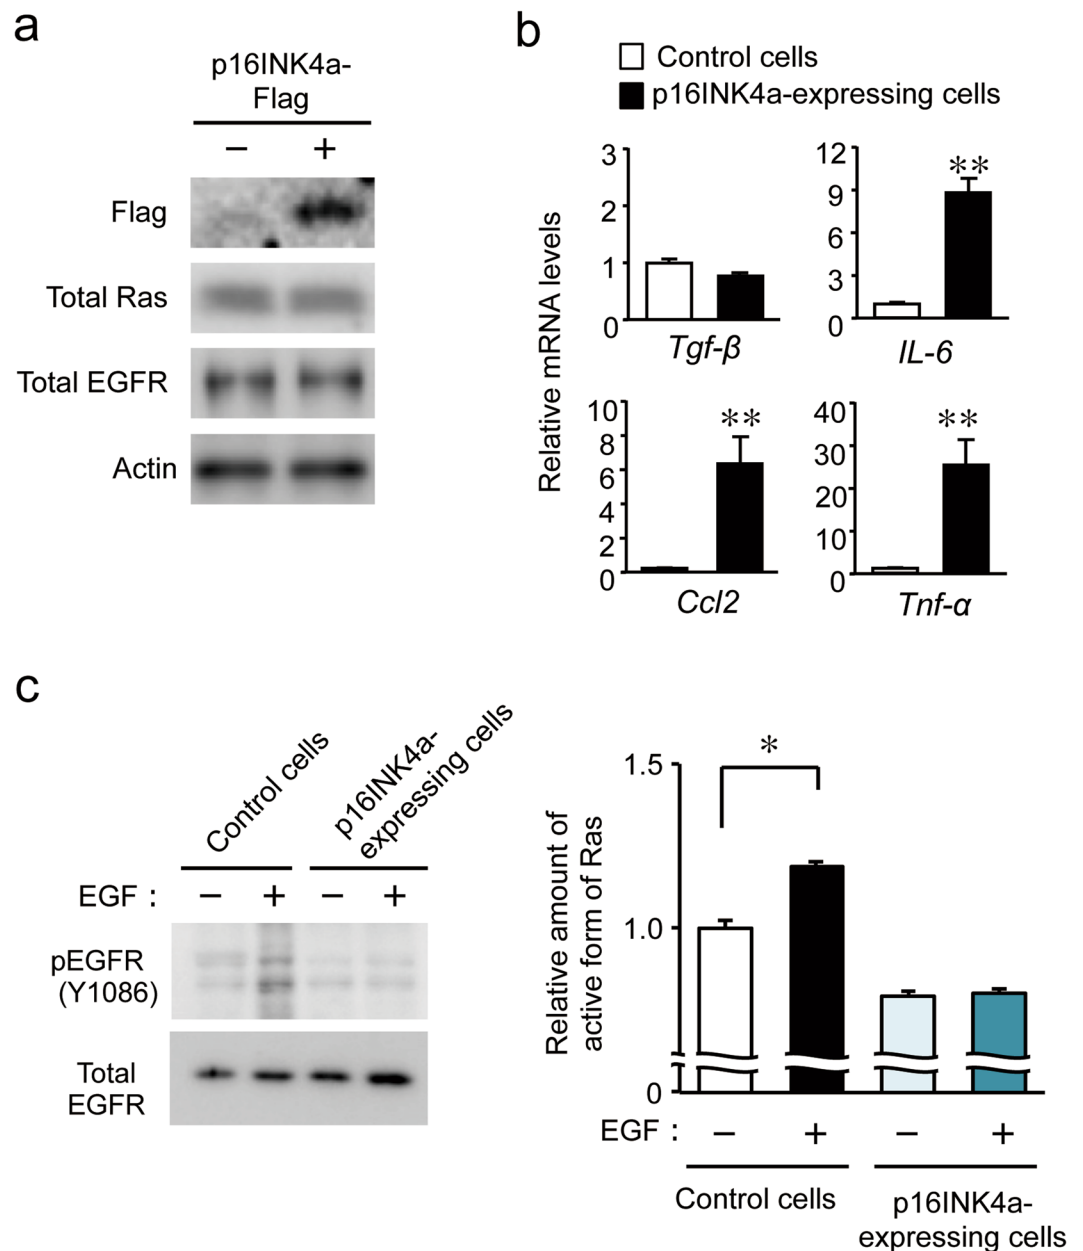 a
p16INK4a-
Flag
− +
Flag
Total Ras
Total EGFR
Actin
b
Control cells
p16INK4a-expressing cells
Relative mRNA levels
3
2
1
0
Tgf-β
12
9
6
3
0
**
IL-6
10
8
6
4
2
0
**
Ccl2
40
30
20
10
0
**
Tnf-α
c
Control cells
p16INK4a-
expressing cells
EGF : − + − +
pEGFR
(Y1086)
Total
EGFR
Relative amount of
active form of Ras
1.5
1.0
0
*
EGF : − + − +
Control cells
p16INK4a-
expressing cells